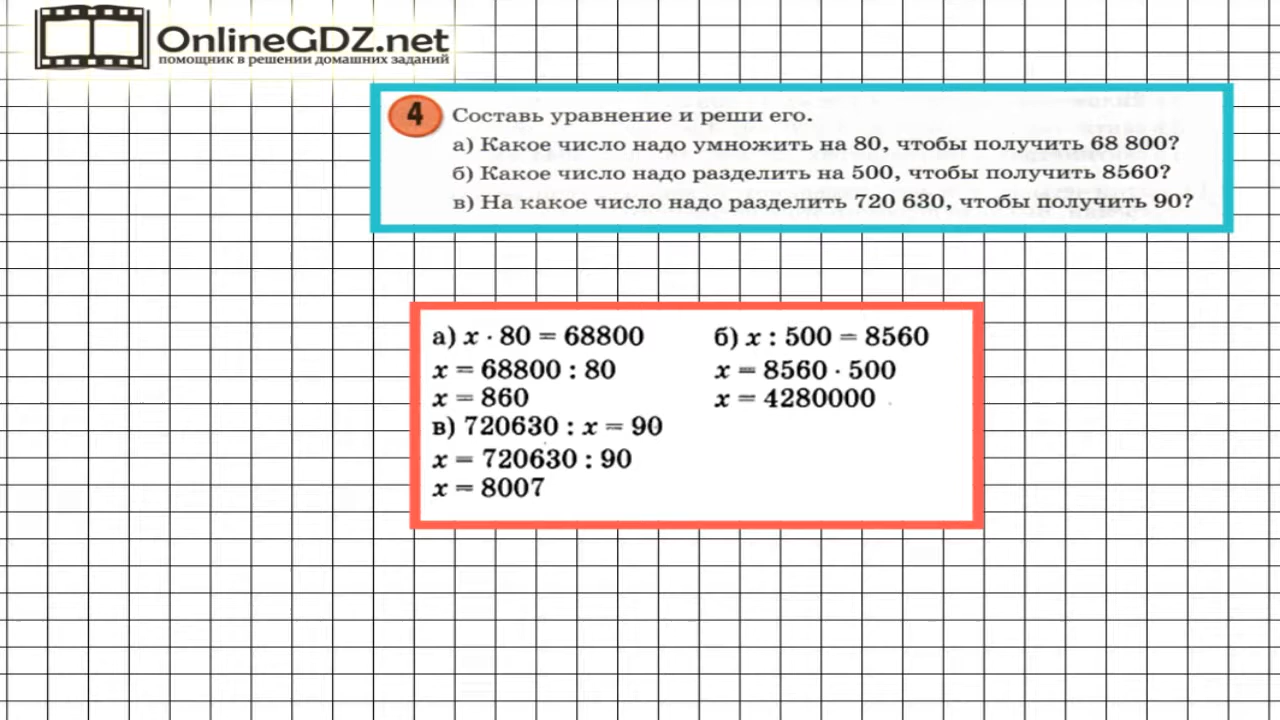 OnlineGDZ.net
помощник в решении домашних заданий
4 Составь уравнение и реши его.
а) Какое число надо умножить на 80, чтобы получить 68 800?
б) Какое число надо разделить на 500, чтобы получить 8560?
в) На какое число надо разделить 720 630, чтобы получить 90?
а) x · 80 = 68800
x = 68800 : 80
x = 860
в) 720630 : x = 90
x = 720630 : 90
x = 8007
б) x : 500 = 8560
x = 8560 · 500
x = 4280000